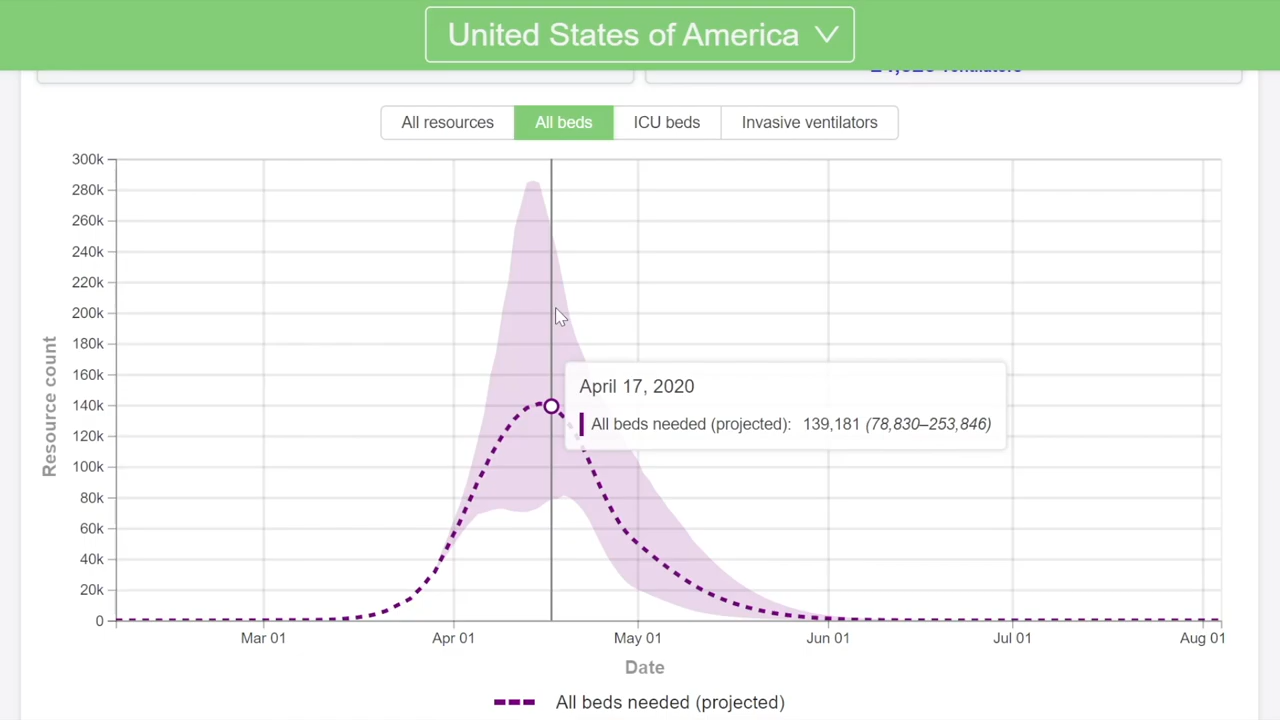 United States of America
All resources All beds ICU beds Invasive ventilators
300k
280k
260k
240k
220k
200k
180k
160k
140k
120k
100k
80k
60k
40k
20k
0
Resource count
April 17, 2020
All beds needed (projected): 139,181 (78,830–253,846)
Mar 01 Apr 01 May 01 Jun 01 Jul 01 Aug 01
Date
All beds needed (projected)